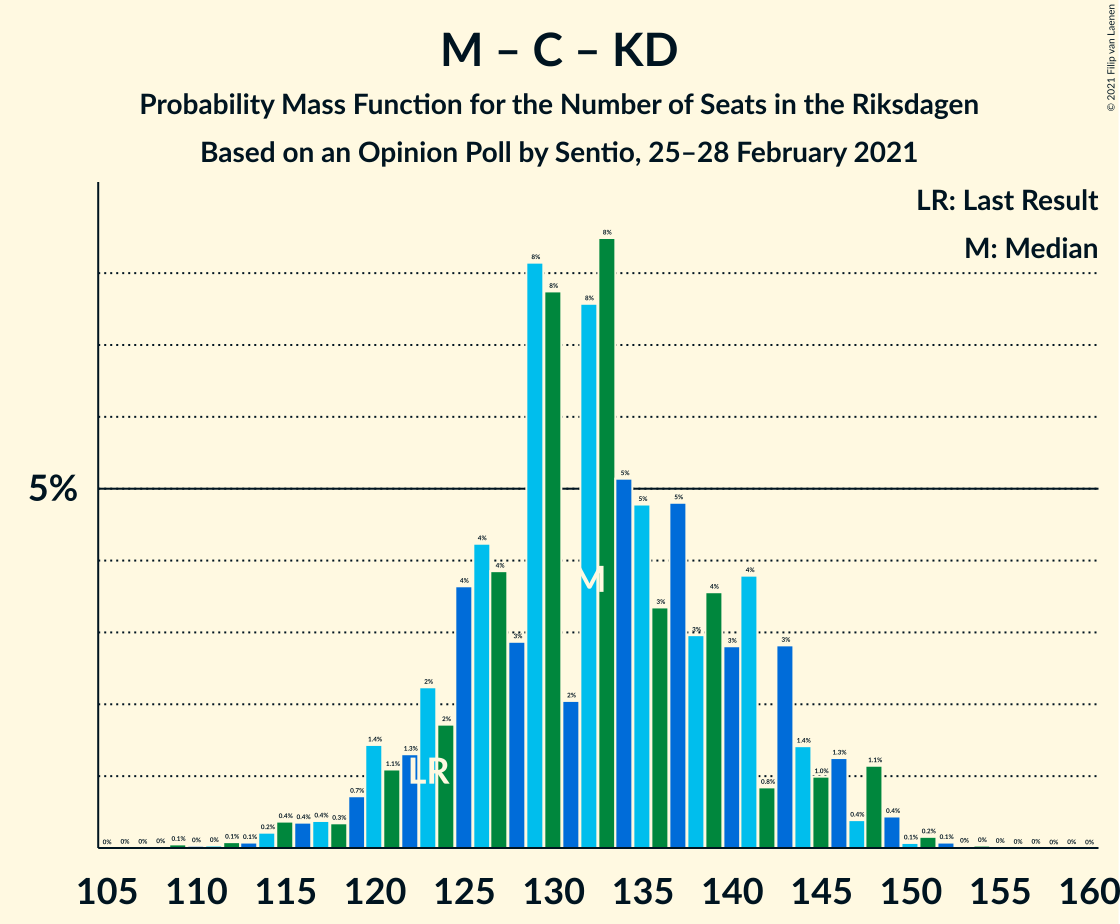 M – C – KD
Probability Mass Function for the Number of Seats in the Riksdagen
Based on an Opinion Poll by Sentio, 25–28 February 2021
© 2021 Filip van Laenen
LR: Last Result
M: Median
5%
0% 0% 0% 0% 0.1% 0% 0% 0.1% 0.1% 0.2% 0.4% 0.4% 0.4% 0.3% 0.7% 1.4% 1.1% 1.3% 2% 2% 4% 4% 4% 3% 8% 8% 2% 8% 8% 5% 5% 3% 5% 3% 4% 3% 4% 0.8% 3% 1.4% 1.0% 1.3% 0.4% 1.1% 0.4% 0.1% 0.2% 0.1% 0% 0% 0% 0% 0% 0% 0% 0%
M
LR
105 110 115 120 125 130 135 140 145 150 155 160